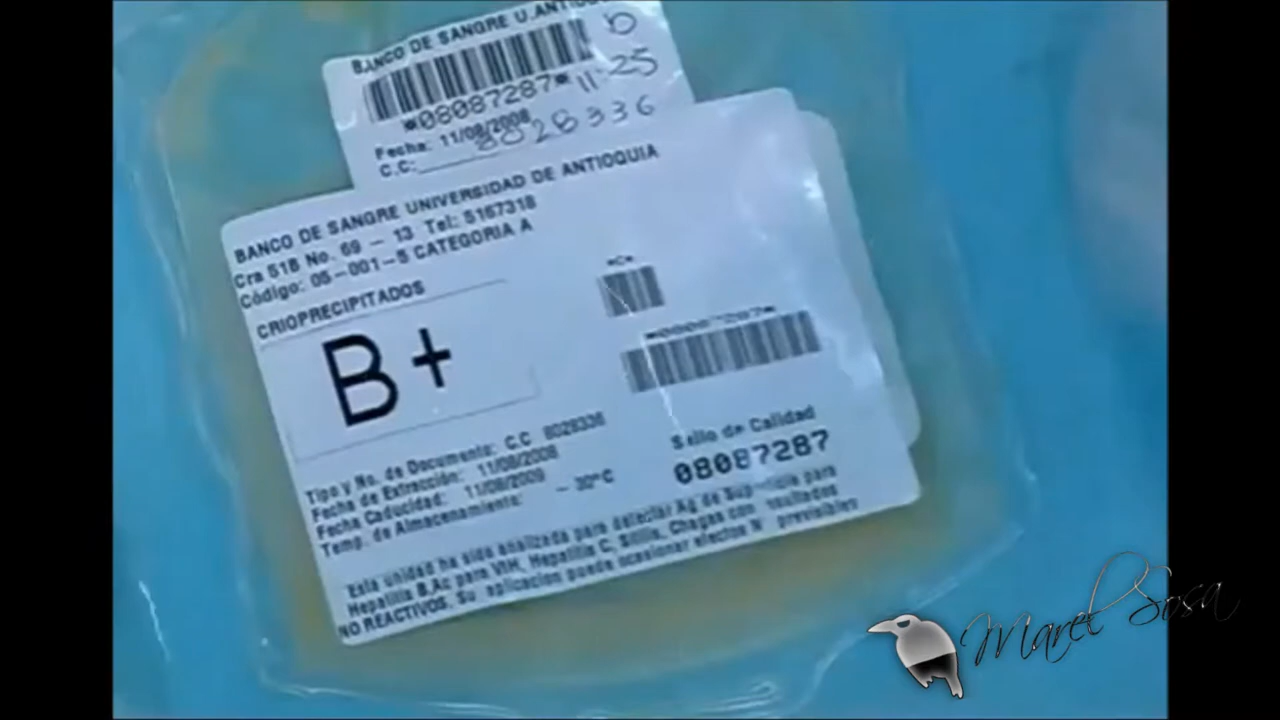 BANCO DE SANGRE U.ANTIO
*08087287* 11-25
Fecha: 11/08/2008
C.C: 8028336
BANCO DE SANGRE UNIVERSIDAD DE ANTIOQUIA
Cra 51B No. 69 - 13 Tel: 5167318
Código: 05-001-5 CATEGORIA A
CRIOPRECIPITADOS
*C*
B+
*08087287*
Tipo y No. de Documento: C.C 8028336
Fecha de Extracción: 11/08/2008
Fecha Caducidad: 11/08/2009
Temp. de Almacenamiento: - 30°C
Sello de Calidad
08087287
Esta unidad ha sido analizada para detectar Ag de para
Hepatitis B,Ac para VIH, Hepatitis C, Sífilis, Chagas con resultados
NO REACTIVOS. Su aplicación puede ocasionar efectos N previsibles
Marel Sosa